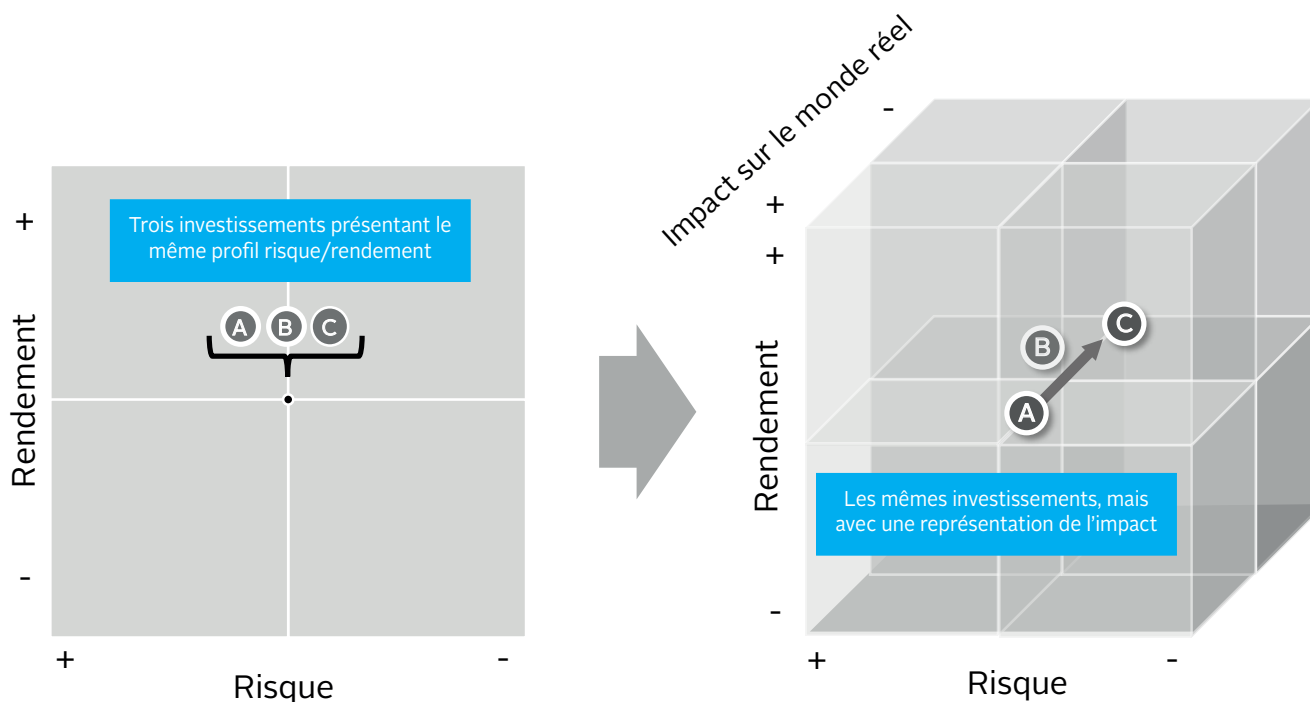 Trois investissements présentant le
même profil risque/rendement
A B C
+
Rendement
-
+
-
Risque
Impact sur le monde réel
-
+
+
Rendement
-
C
B
A
Les mêmes investissements, mais
avec une représentation de l'impact
+
-
Risque